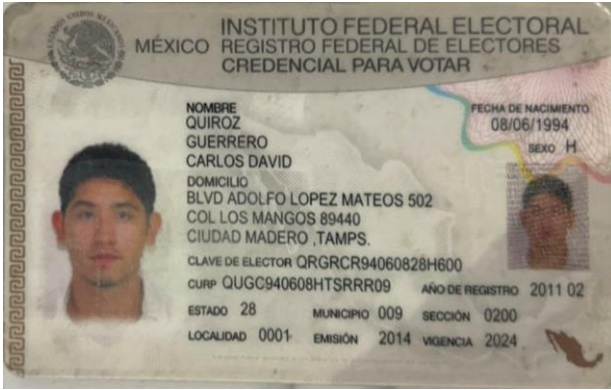 INSTITUTO FEDERAL ELECTORAL
MÉXICO REGISTRO FEDERAL DE ELECTORES
CREDENCIAL PARA VOTAR
NOMBRE
QUIROZ
GUERRERO
CARLOS DAVID
FECHA DE NACIMIENTO
08/06/1994
SEXO H
DOMICILIO
BLVD ADOLFO LOPEZ MATEOS 502
COL LOS MANGOS 89440
CIUDAD MADERO ,TAMPS.
CLAVE DE ELECTOR QRGRCR94060828H600
CURP QUGC940608HTSRRR09 AÑO DE REGISTRO 2011 02
ESTADO 28 MUNICIPIO 009 SECCIÓN 0200
LOCALIDAD 0001 EMISIÓN 2014 VIGENCIA 2024